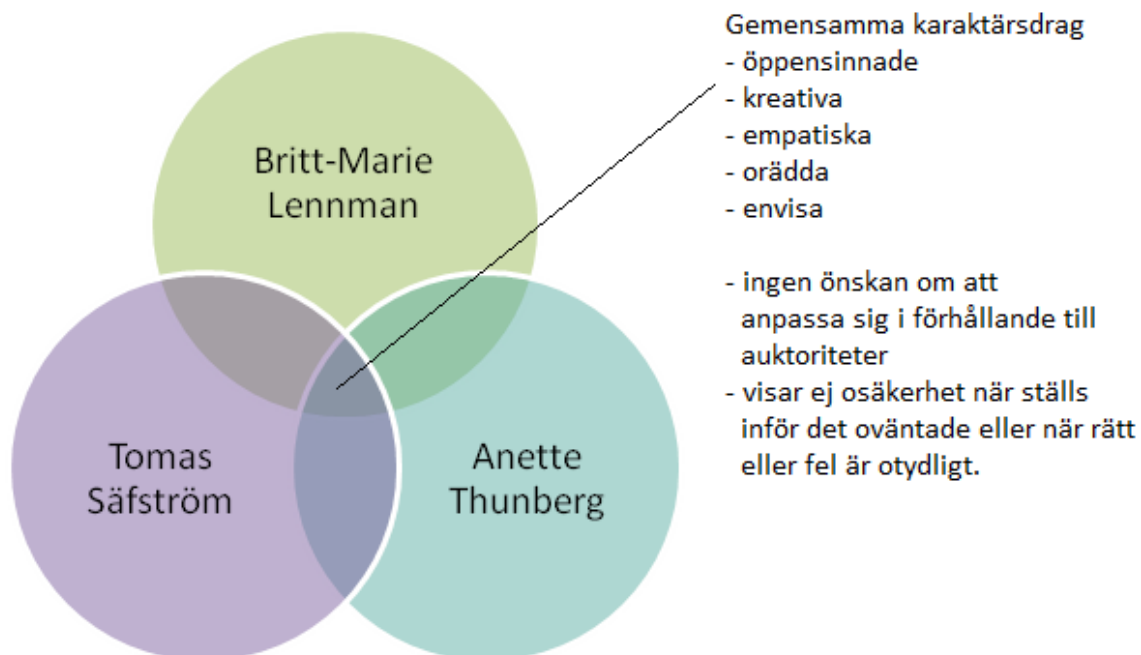 Britt-Marie
Lennman
Tomas
Säfström
Anette
Thunberg
Gemensamma karaktärsdrag
- öppensinnade
- kreativa
- empatiska
- orädda
- envisa
- ingen önskan om att
anpassa sig i förhållande till
auktoriteter
- visar ej osäkerhet när ställs
inför det oväntade eller när rätt
eller fel är otydligt.